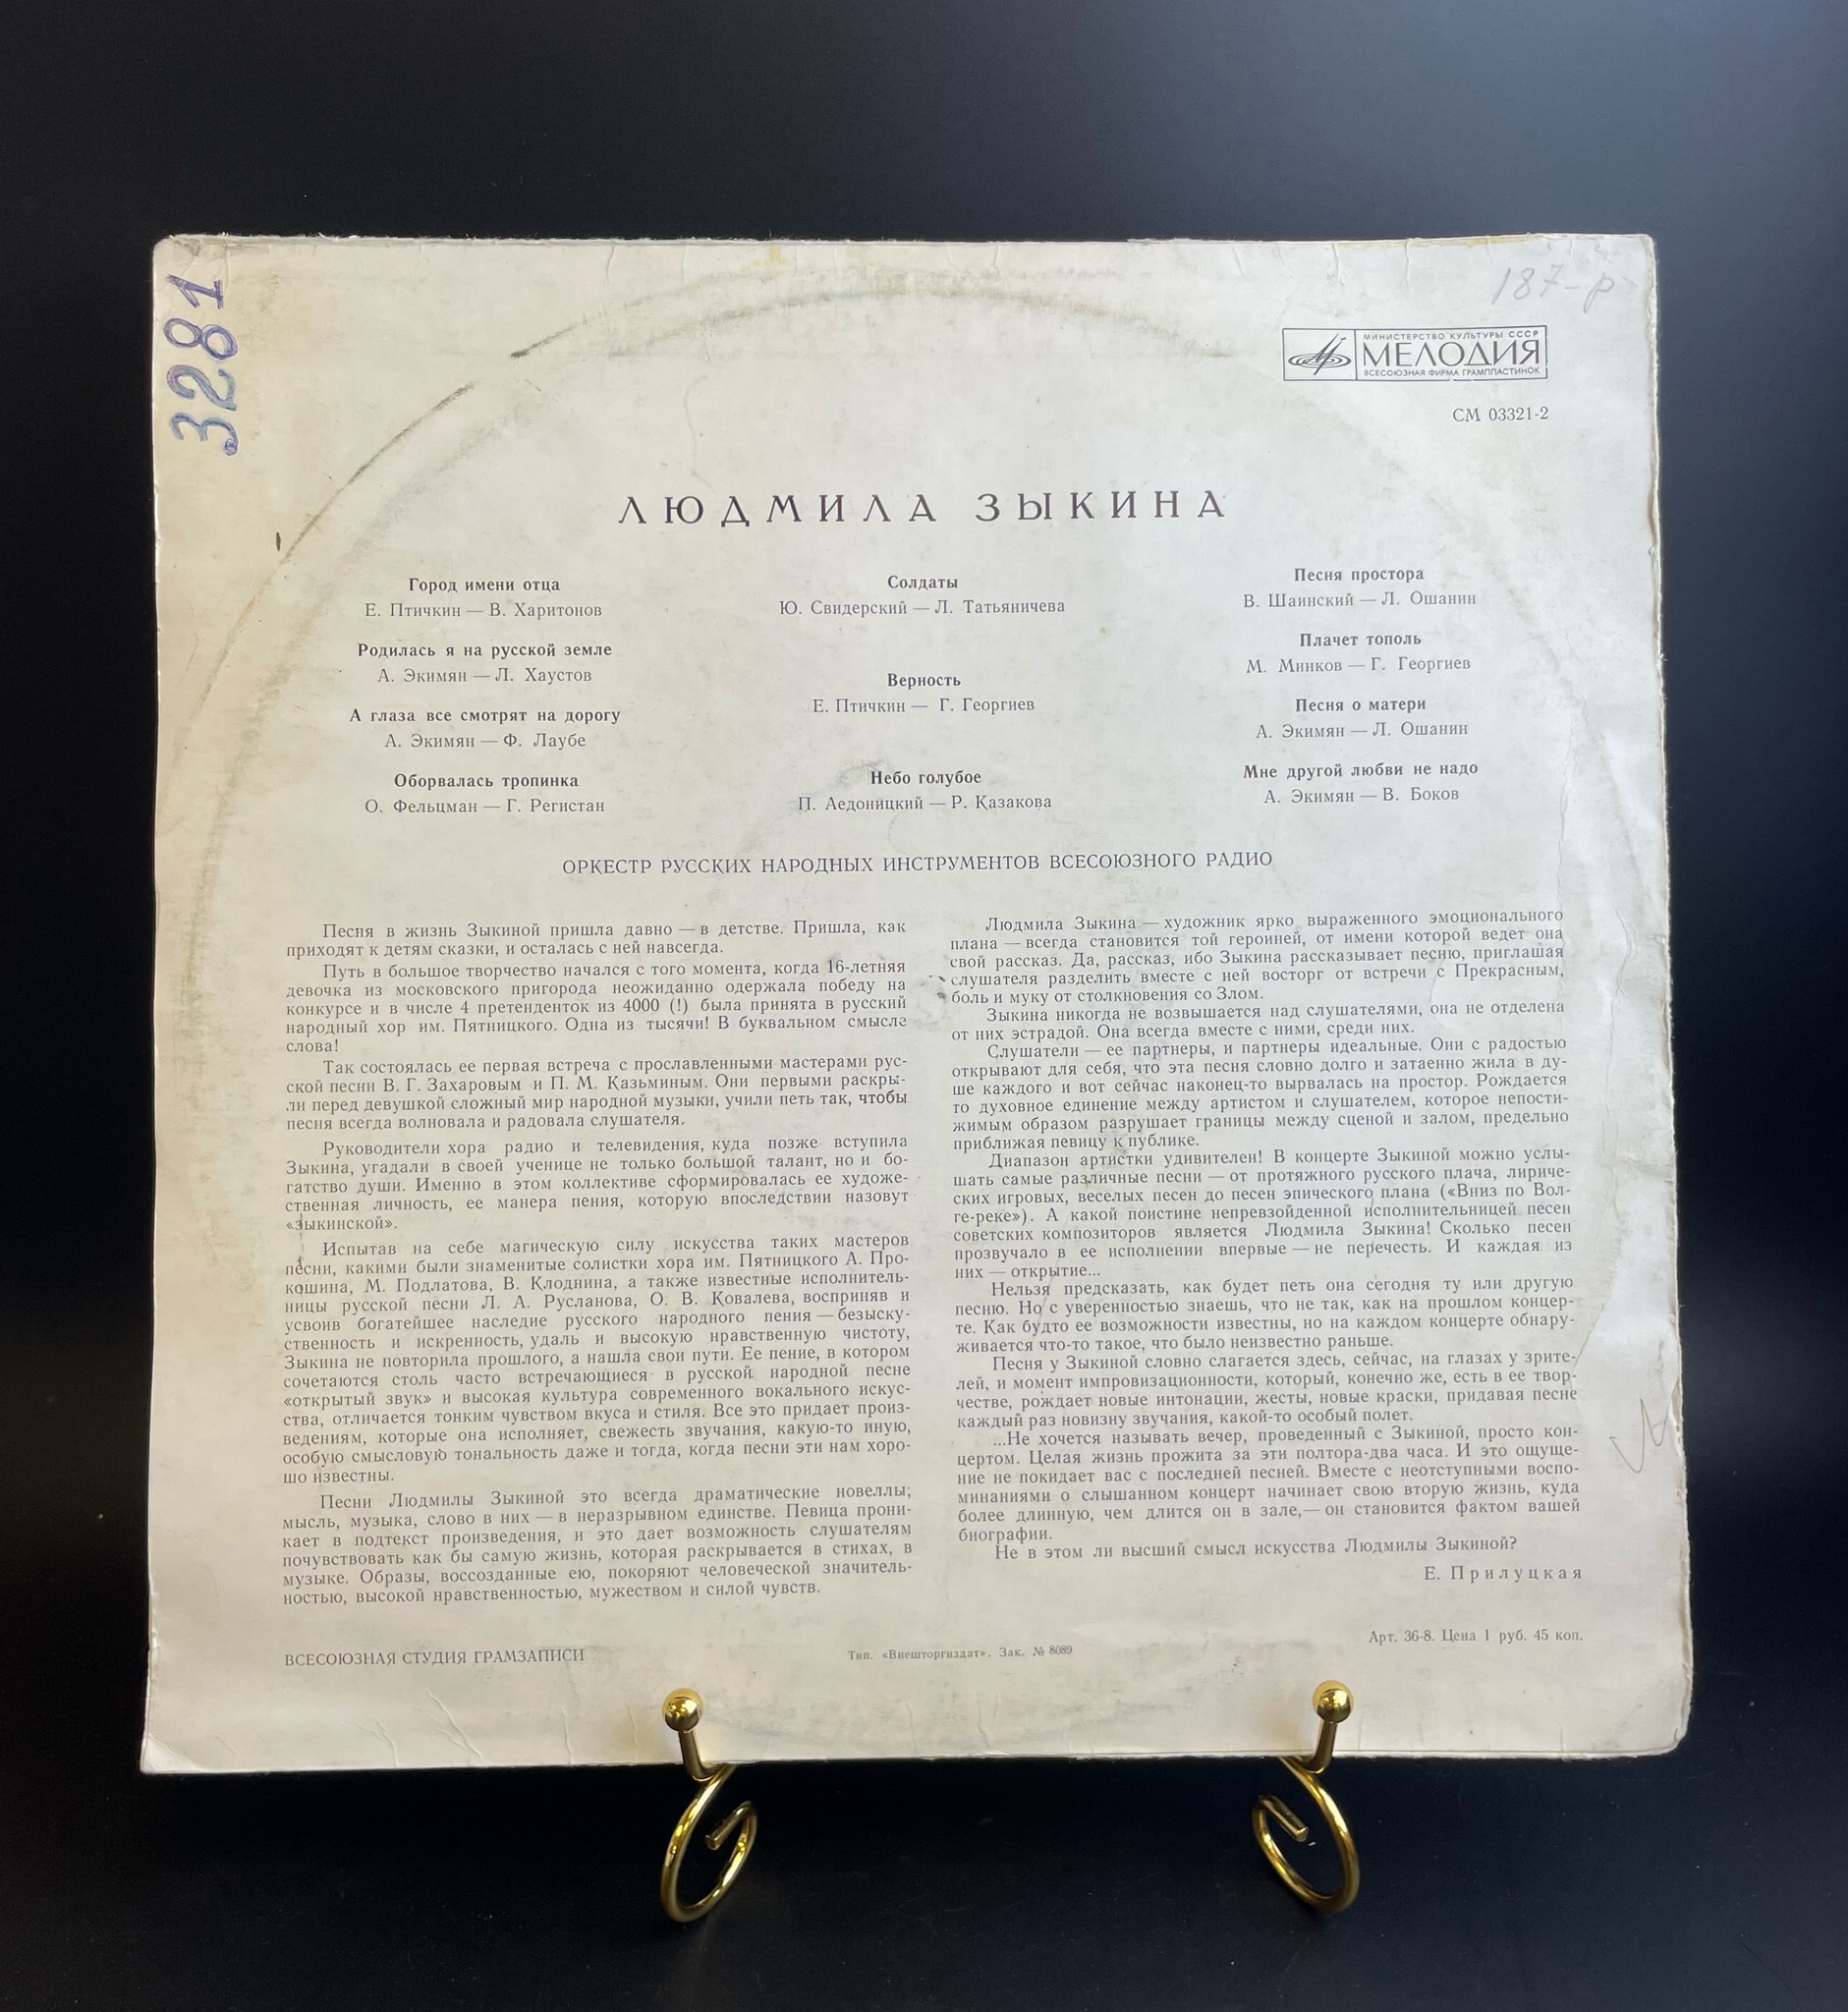 3281
187-р
МИНИСТЕРСТВО КУЛЬТУРЫ СССР
МЕЛОДИЯ
ВСЕСОЮЗНАЯ ФИРМА ГРАМПЛАСТИНОК
СМ 03321-2
ЛЮДМИЛА ЗЫКИНА
Город имени отца
Е. Птичкин — В. Харитонов
Родилась я на русской земле
А. Экимян — Л. Хаустов
А глаза все смотрят на дорогу
А. Экимян — Ф. Лаубе
Оборвалась тропинка
О. Фельцман — Г. Регистан
Солдаты
Ю. Свидерский — Л. Татьяничева
Верность
Е. Птичкин — Г. Георгиев
Небо голубое
П. Аедоницкий — Р. Казакова
Песня простора
В. Шаинский — Л. Ошанин
Плачет тополь
М. Минков — Г. Георгиев
Песня о матери
А. Экимян — Л. Ошанин
Мне другой любви не надо
А. Экимян — В. Боков
ОРКЕСТР РУССКИХ НАРОДНЫХ ИНСТРУМЕНТОВ ВСЕСОЮЗНОГО РАДИО
Песня в жизнь Зыкиной пришла давно — в детстве. Пришла, как
приходят к детям сказки, и осталась с ней навсегда.
Путь в большое творчество начался с того момента, когда 16-летняя
девочка из московского пригорода неожиданно одержала победу на
конкурсе и в числе 4 претенденток из 4000 (!) была принята в русский
народный хор им. Пятницкого. Одна из тысячи! В буквальном смысле
слова!
Так состоялась ее первая встреча с прославленными мастерами рус-
ской песни В. Г. Захаровым и П. М. Казьминым. Они первыми раскры-
ли перед девушкой сложный мир народной музыки, учили петь так, чтобы
песня всегда волновала и радовала слушателя.
Руководители хора радио и телевидения, куда позже вступила
Зыкина, угадали в своей ученице не только большой талант, но и бо-
гатство души. Именно в этом коллективе сформировалась ее художе-
ственная личность, ее манера пения, которую впоследствии назовут
«зыкинской».
Испытав на себе магическую силу искусства таких мастеров
песни, какими были знаменитые солистки хора им. Пятницкого А. Про-
кошина, М. Подлатова, В. Клоднина, а также известные исполнитель-
ницы русской песни Л. А. Русланова, О. В. Ковалева, восприняв и
усвоив богатейшее наследие русского народного пения — безыску-
ственность и искренность, удаль и высокую нравственную чистоту,
Зыкина не повторила прошлого, а нашла свои пути. Ее пение, в котором
сочетаются столь часто встречающиеся в русской народной песне
«открытый звук» и высокая культура современного вокального искус-
ства, отличается тонким чувством вкуса и стиля. Все это придает произ-
ведениям, которые она исполняет, свежесть звучания, какую-то иную,
особую смысловую тональность даже и тогда, когда песни эти нам хоро-
шо известны.
Песни Людмилы Зыкиной это всегда драматические новеллы;
мысль, музыка, слово в них — в неразрывном единстве. Певица прони-
кает в подтекст произведения, и это дает возможность слушателям
почувствовать как бы самую жизнь, которая раскрывается в стихах, в
музыке. Образы, воссозданные ею, покоряют человеческой значитель-
ностью, высокой нравственностью, мужеством и силой чувств.
Людмила Зыкина — художник ярко выраженного эмоционального
плана — всегда становится той героиней, от имени которой ведет она
свой рассказ. Да, рассказ, ибо Зыкина рассказывает песню, приглашая
слушателя разделить вместе с ней восторг от встречи с Прекрасным,
боль и муку от столкновения со Злом.
Зыкина никогда не возвышается над слушателями, она не отделена
от них эстрадой. Она всегда вместе с ними, среди них.
Слушатели — ее партнеры, и партнеры идеальные. Они с радостью
открывают для себя, что эта песня словно долго и затаенно жила в ду-
ше каждого и вот сейчас наконец-то вырвалась на простор. Рождается
то духовное единение между артистом и слушателем, которое непости-
жимым образом разрушает границы между сценой и залом, предельно
приближая певицу к публике.
Диапазон артистки удивителен! В концерте Зыкиной можно услы-
шать самые различные песни — от протяжного русского плача, лириче-
ских игровых, веселых песен до песен эпического плана («Вниз по Вол-
ге-реке»). А какой поистине непревзойденной исполнительницей песен
советских композиторов является Людмила Зыкина! Сколько песен
прозвучало в ее исполнении впервые — не перечесть. И каждая из
них — открытие...
Нельзя предсказать, как будет петь она сегодня ту или другую
песню. Но с уверенностью знаешь, что не так, как на прошлом концер-
те. Как будто ее возможности известны, но на каждом концерте обнару-
живается что-то такое, что было неизвестно раньше.
Песня у Зыкиной словно слагается здесь, сейчас, на глазах у зрите-
лей, и момент импровизационности, который, конечно же, есть в ее твор-
честве, рождает новые интонации, жесты, новые краски, придавая песне
каждый раз новизну звучания, какой-то особый полет.
...Не хочется называть вечер, проведенный с Зыкиной, просто кон-
цертом. Целая жизнь прожита за эти полтора-два часа. И это ощуще-
ние не покидает вас с последней песней. Вместе с неотступными воспо-
минаниями о слышанном концерт начинает свою вторую жизнь, куда
более длинную, чем длится он в зале,— он становится фактом вашей
биографии.
Не в этом ли высший смысл искусства Людмилы Зыкиной?
Е. Прилуцкая
ВСЕСОЮЗНАЯ СТУДИЯ ГРАМЗАПИСИ
Тип. «Внешторгиздат». Зак. № 8089
Арт. 36-8. Цена 1 руб. 45 коп.